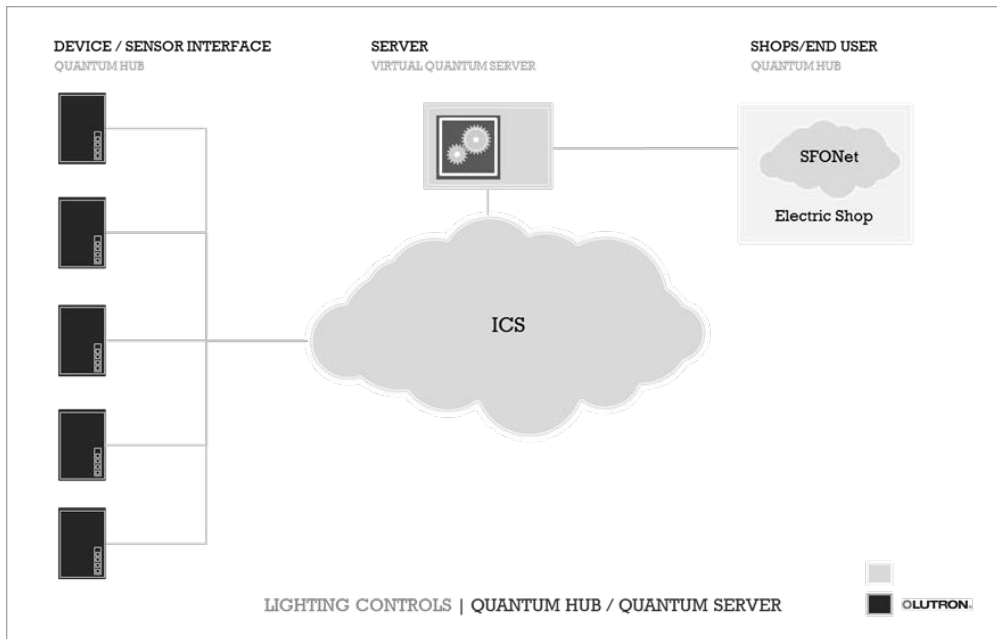 DEVICE / SENSOR INTERFACE
QUANTUM HUB
SERVER
VIRTUAL QUANTUM SERVER
SHOPS/END USER
QUANTUM HUB
SFONet
Electric Shop
ICS
LIGHTING CONTROLS | QUANTUM HUB / QUANTUM SERVER
LUTRON